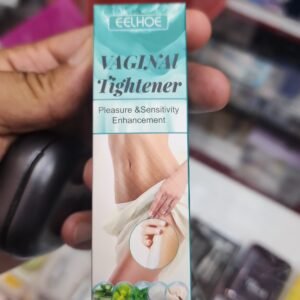 EELHOE
VAGINAl
Tightener
Pleasure &Sensitivity
Enhancement